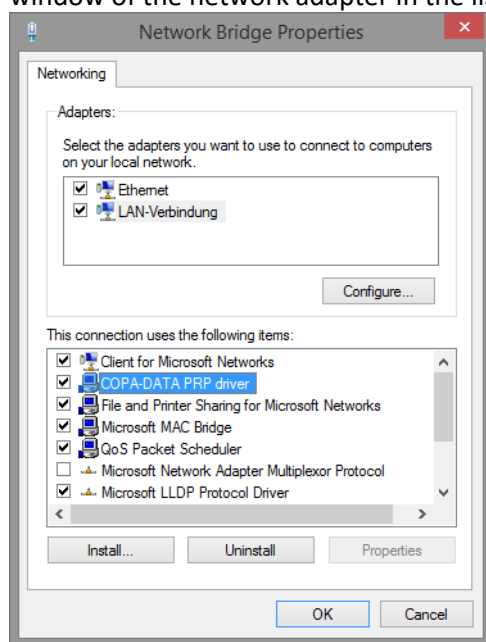 window of the network adapter in the lis
Network Bridge Properties
Networking
Adapters:
Select the adapters you want to use to connect to computers
on your local network.
Ethernet
LAN-Verbindung
Configure...
This connection uses the following items:
Client for Microsoft Networks
COPA-DATA PRP driver
File and Printer Sharing for Microsoft Networks
Microsoft MAC Bridge
QoS Packet Scheduler
Microsoft Network Adapter Multiplexor Protocol
Microsoft LLDP Protocol Driver
Install... Uninstall Properties
OK Cancel